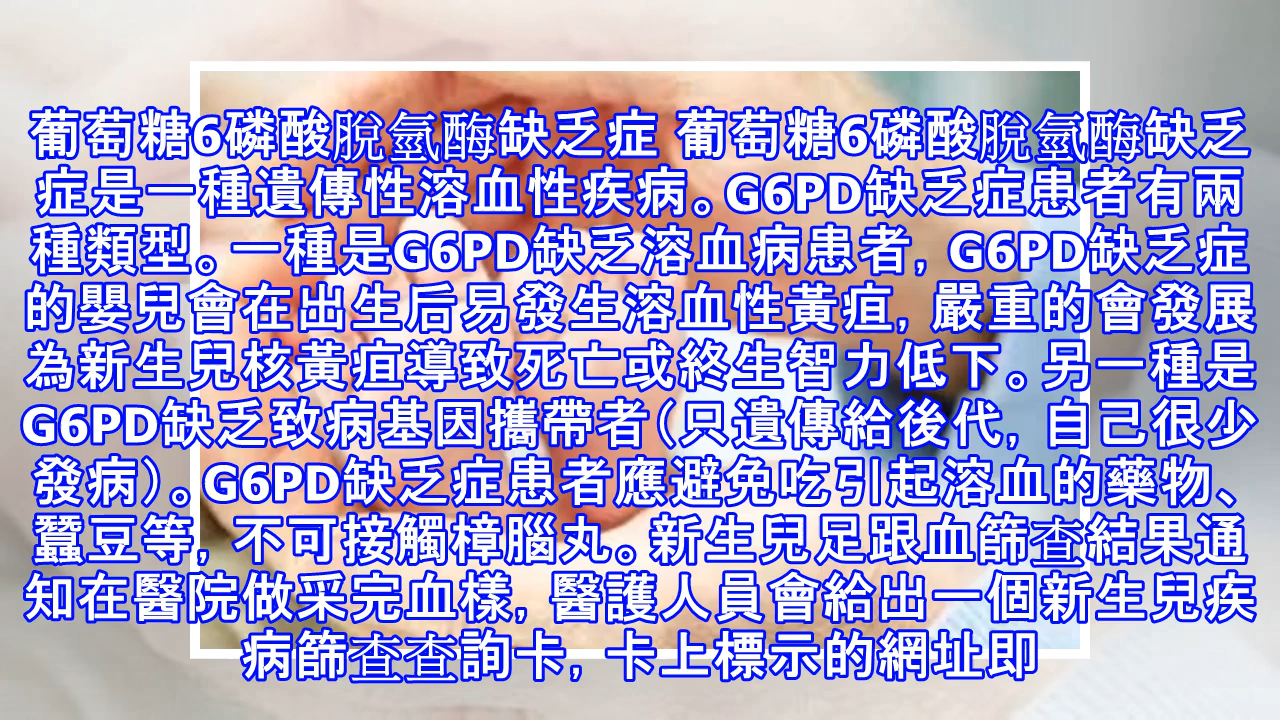 葡萄糖6磷酸脫氫酶缺乏症 葡萄糖6磷酸脫氫酶缺乏
症是一種遺傳性溶血性疾病。G6PD缺乏症患者有兩
種類型。一種是G6PD缺乏溶血病患者, G6PD缺乏症
的嬰兒會在出生后易發生溶血性黃疸, 嚴重的會發展
為新生兒核黃疸導致死亡或終生智力低下。另一種是
G6PD缺乏致病基因攜帶者(只遺傳給後代, 自己很少
發病)。G6PD缺乏症患者應避免吃引起溶血的藥物、
蠶豆等, 不可接觸樟腦丸。新生兒足跟血篩查結果通
知在醫院做采完血樣, 醫護人員會給出一個新生兒疾
病篩查查詢卡, 卡上標示的網址即